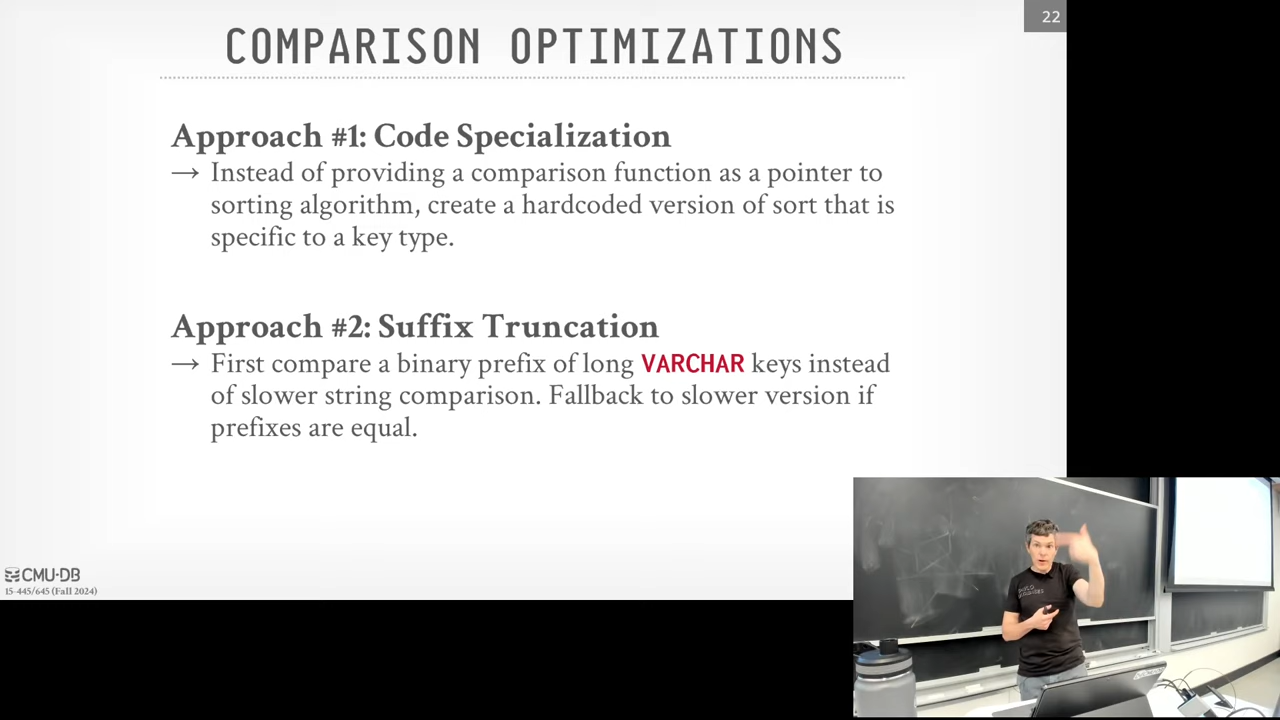 22
COMPARISON OPTIMIZATIONS
Approach #1: Code Specialization
→ Instead of providing a comparison function as a pointer to
sorting algorithm, create a hardcoded version of sort that is
specific to a key type.
Approach #2: Suffix Truncation
→ First compare a binary prefix of long VARCHAR keys instead
of slower string comparison. Fallback to slower version if
prefixes are equal.
CMU·DB
15-445/645 (Fall 2024)